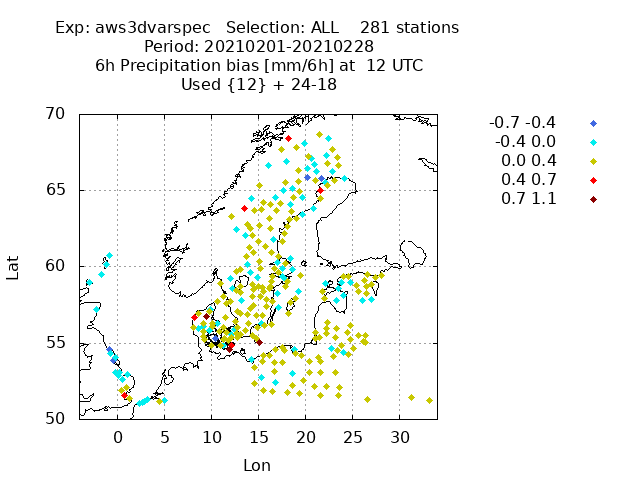 Exp: aws3dvarspec   Selection: ALL    281 stations
Period: 20210201-20210228
6h Precipitation bias [mm/6h] at  12 UTC
Used {12} + 24-18
70
65
60
55
50
0
5
10
15
20
25
30
Lat
Lon
-0.7 -0.4
-0.4 0.0
0.0 0.4
0.4 0.7
0.7 1.1